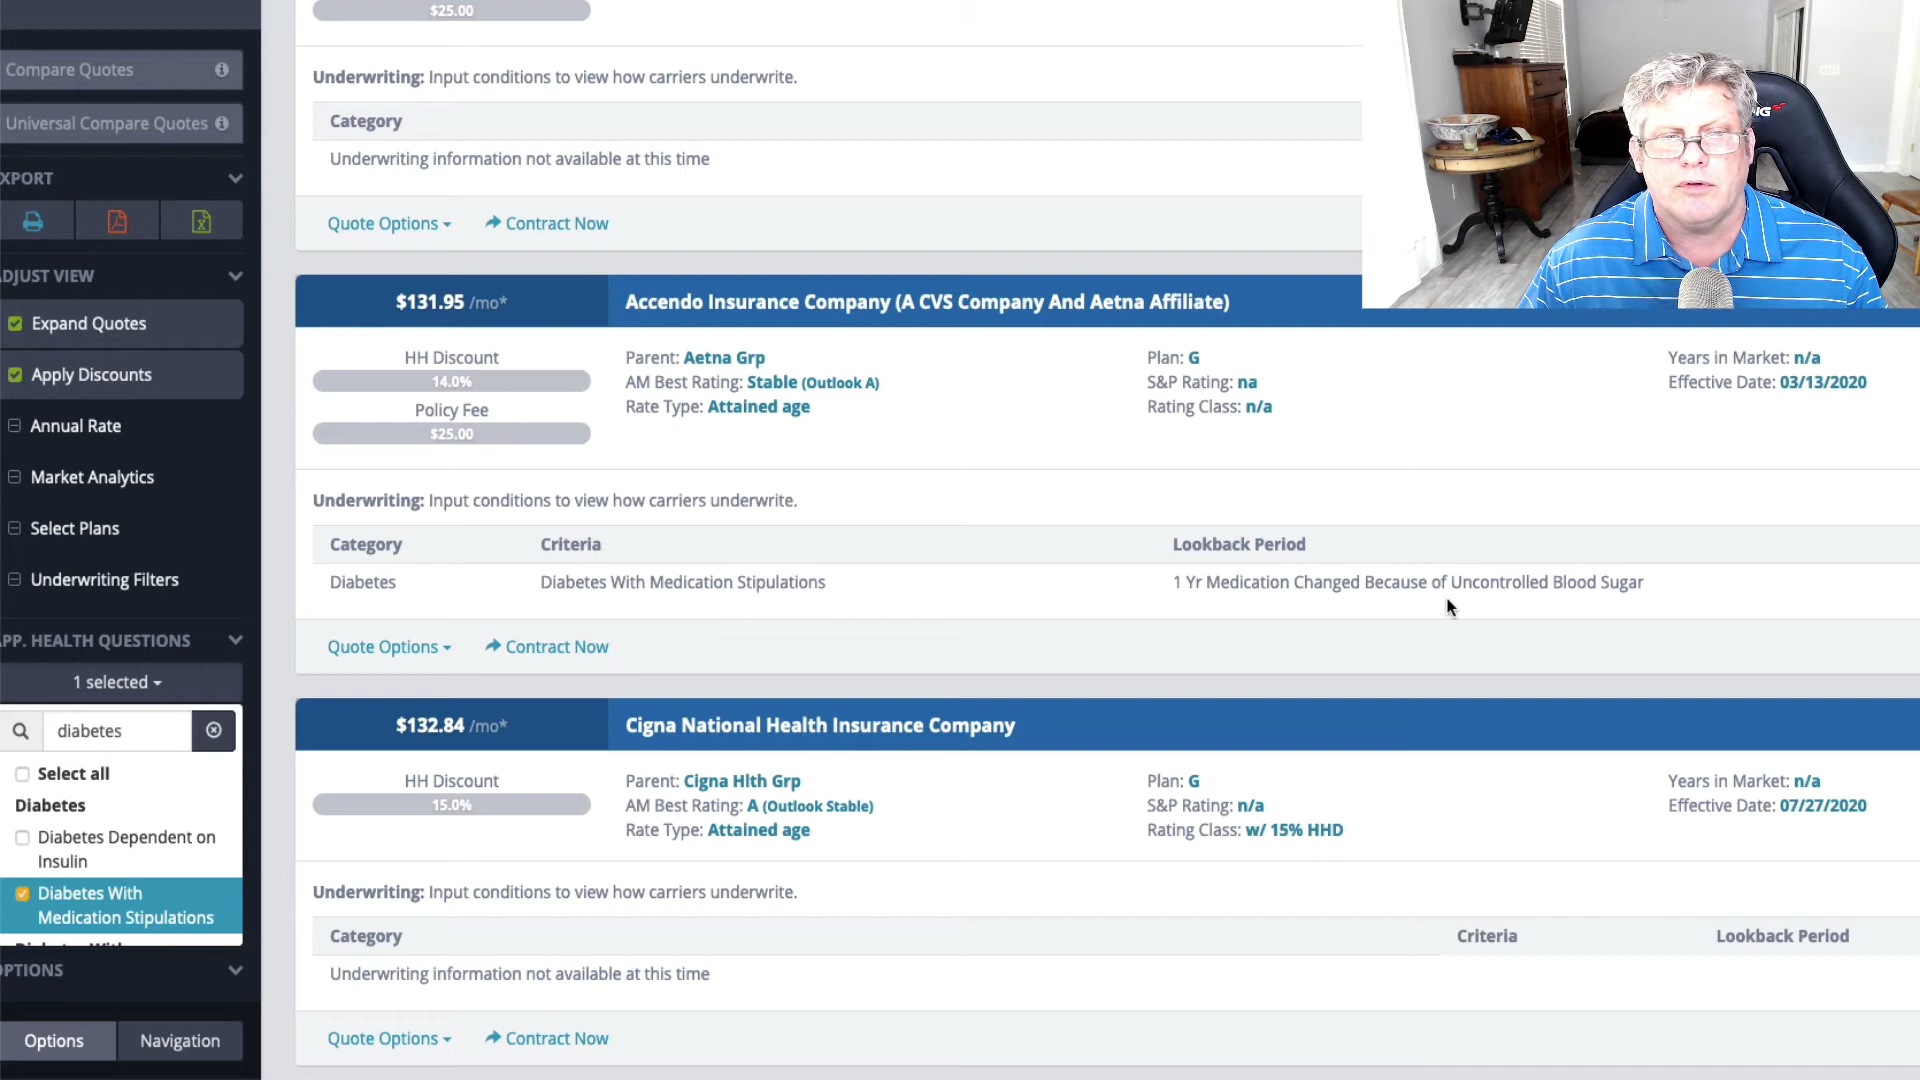 $25.00
Compare Quotes
Underwriting: Input conditions to view how carriers underwrite.
Universal Compare Quotes
Category
Underwriting information not available at this time
XPORT
Quote Options
Contract Now
ADJUST VIEW
$131.95 /mo*
Accendo Insurance Company (A CVS Company And Aetna Affiliate)
Expand Quotes
HH Discount
14.0%
Policy Fee
$25.00
Parent: Aetna Grp
AM Best Rating: Stable (Outlook A)
Rate Type: Attained age
Plan: G
S&P Rating: na
Rating Class: n/a
Years in Market: n/a
Effective Date: 03/13/2020
Apply Discounts
Annual Rate
Market Analytics
Select Plans
Underwriting Filters
Underwriting: Input conditions to view how carriers underwrite.
Category Criteria Lookback Period
Diabetes Diabetes With Medication Stipulations 1 Yr Medication Changed Because of Uncontrolled Blood Sugar
Quote Options
Contract Now
APP. HEALTH QUESTIONS
1 selected
diabetes
Select all
Diabetes
Diabetes Dependent on
Insulin
Diabetes With
Medication Stipulations
$132.84 /mo*
Cigna National Health Insurance Company
HH Discount
15.0%
Parent: Cigna Hlth Grp
AM Best Rating: A (Outlook Stable)
Rate Type: Attained age
Plan: G
S&P Rating: n/a
Rating Class: w/ 15% HHD
Years in Market: n/a
Effective Date: 07/27/2020
Underwriting: Input conditions to view how carriers underwrite.
Category Criteria Lookback Period
Underwriting information not available at this time
Quote Options
Contract Now
OPTIONS
Options
Navigation